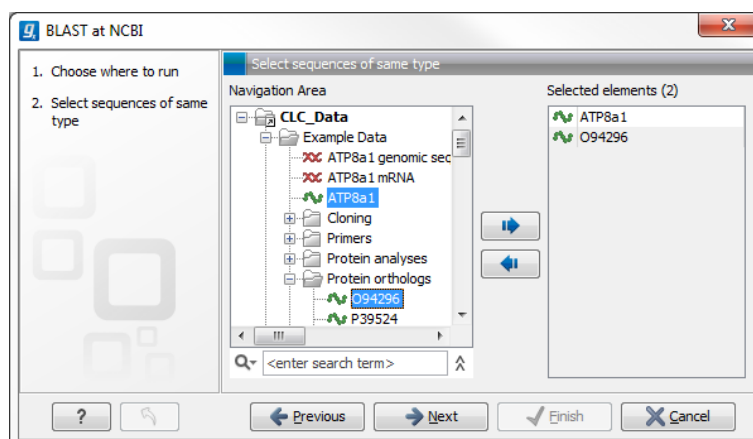 BLAST at NCBI
1. Choose where to run
2. Select sequences of same
type
Select sequences of same type
Navigation Area
CLC_Data
Example Data
ATP8a1 genomic sec
ATP8a1 mRNA
ATP8a1
Cloning
Primers
Protein analyses
Protein orthologs
O94296
P39524
<enter search term>
Selected elements (2)
ATP8a1
O94296
?
Previous
Next
Finish
Cancel